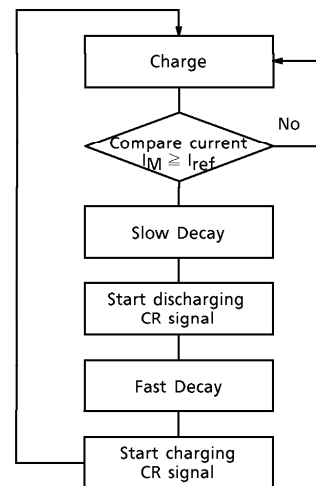 Charge
No
Compare current
IM ≧ Iref
Slow Decay
Start discharging
CR signal
Fast Decay
Start charging
CR signal